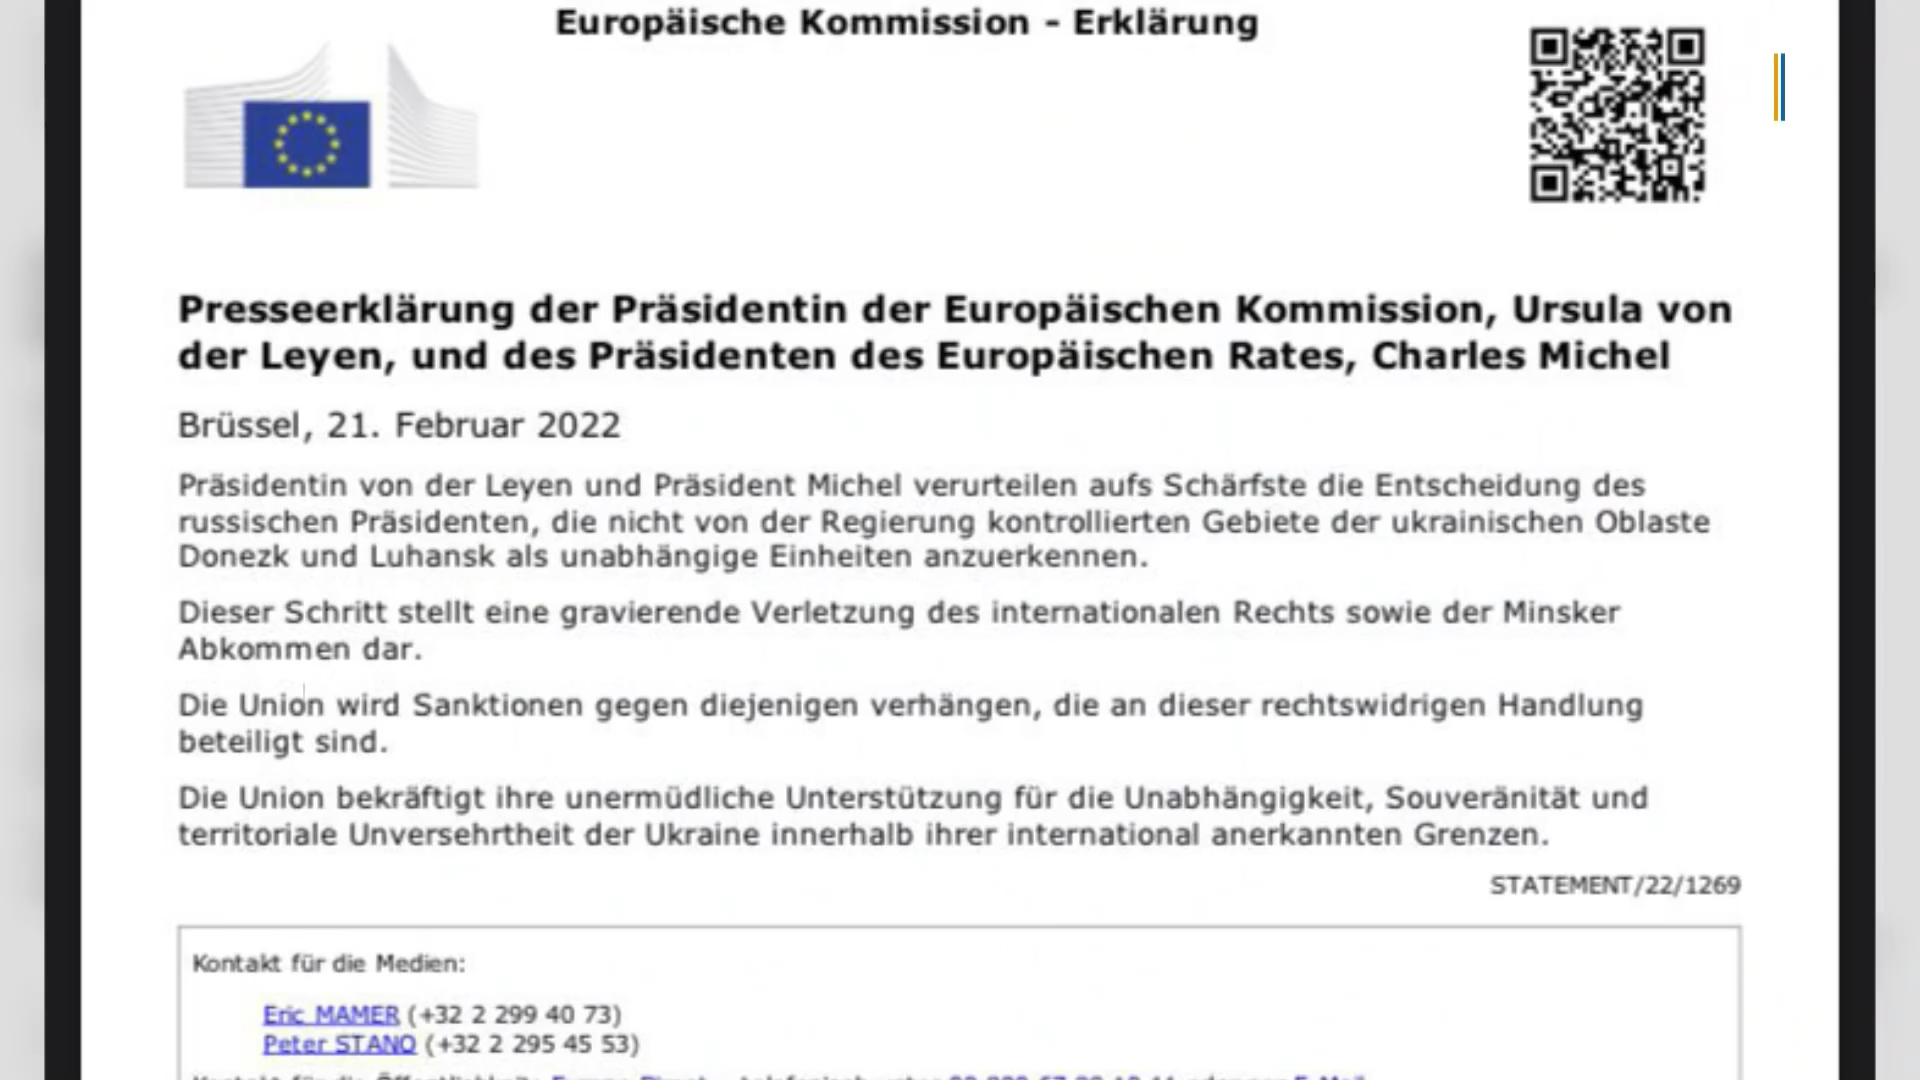 Europäische Kommission - Erklärung
Presseerklärung der Präsidentin der Europäischen Kommission, Ursula von
der Leyen, und des Präsidenten des Europäischen Rates, Charles Michel
Brüssel, 21. Februar 2022
Präsidentin von der Leyen und Präsident Michel verurteilen aufs Schärfste die Entscheidung des
russischen Präsidenten, die nicht von der Regierung kontrollierten Gebiete der ukrainischen Oblaste
Donezk und Luhansk als unabhängige Einheiten anzuerkennen.
Dieser Schritt stellt eine gravierende Verletzung des internationalen Rechts sowie der Minsker
Abkommen dar.
Die Union wird Sanktionen gegen diejenigen verhängen, die an dieser rechtswidrigen Handlung
beteiligt sind.
Die Union bekräftigt ihre unermüdliche Unterstützung für die Unabhängigkeit, Souveränität und
territoriale Unversehrtheit der Ukraine innerhalb ihrer international anerkannten Grenzen.
STATEMENT/22/1269
Kontakt für die Medien:
Eric MAMER (+32 2 299 40 73)
Peter STANO (+32 2 295 45 53)